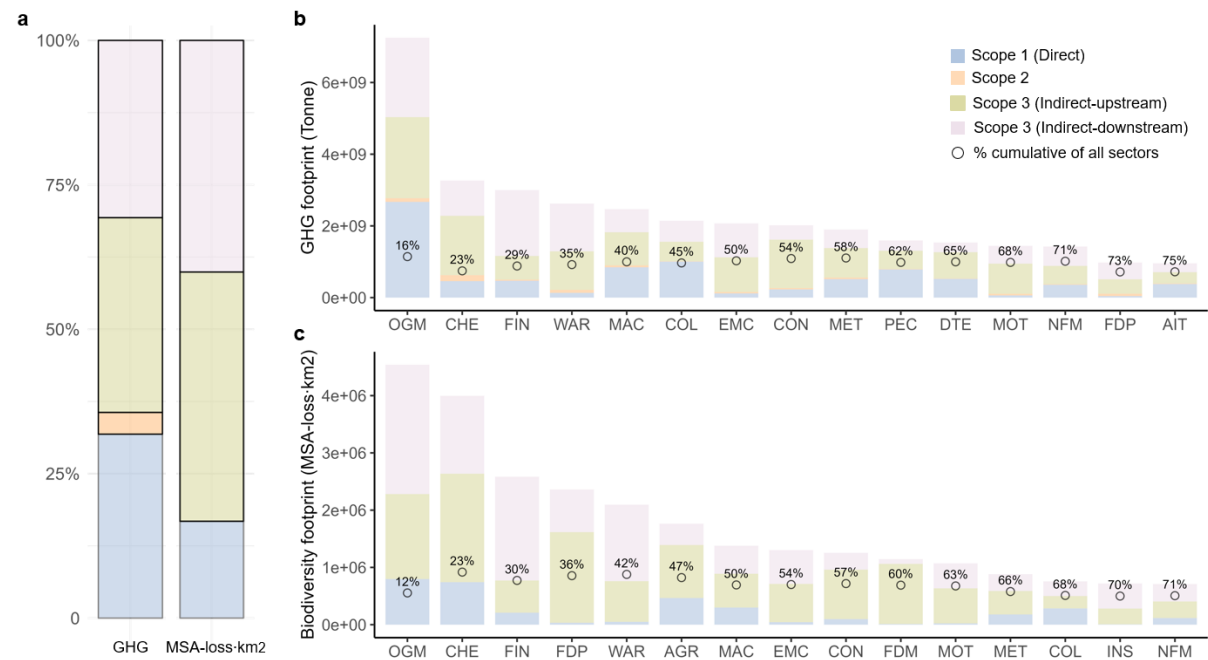 a
100%
75%
50%
25%
0
GHG
MSA-loss·km2
b
GHG footprint (Tonne)
6e+09
4e+09
2e+09
0e+00
Scope 1 (Direct)
Scope 2
Scope 3 (Indirect-upstream)
Scope 3 (Indirect-downstream)
% cumulative of all sectors
16% 23% 29% 35% 40% 45% 50% 54% 58% 62% 65% 68% 71% 73% 75%
OGM CHE FIN WAR MAC COL EMC CON MET PEC DTE MOT NFM FDP AIT
c
Biodiversity footprint (MSA-loss·km2)
4e+06
3e+06
2e+06
1e+06
0e+00
12% 23% 30% 36% 42% 47% 50% 54% 57% 60% 63% 66% 68% 70% 71%
OGM CHE FIN FDP WAR AGR MAC EMC CON FDM MOT MET COL INS NFM